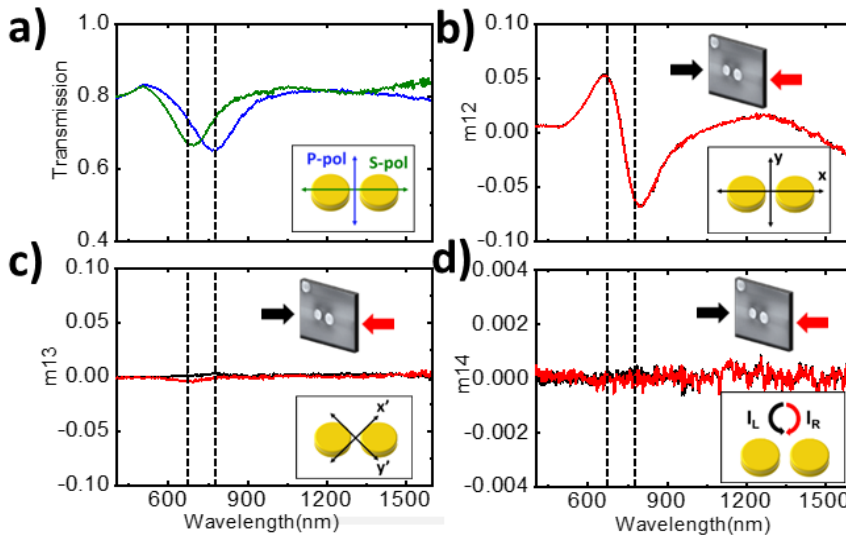 a)
1.0
0.8
0.6
0.4
Transmission
P-pol
S-pol
b)
0.10
0.05
0.00
-0.05
-0.10
m12
y
x
c)
0.10
0.05
0.00
-0.05
-0.10
m13
x'
y'
600 900 1200 1500
Wavelength(nm)
d)
0.004
0.002
0.000
-0.002
-0.004
m14
I_L I_R
600 900 1200 1500
Wavelength(nm)